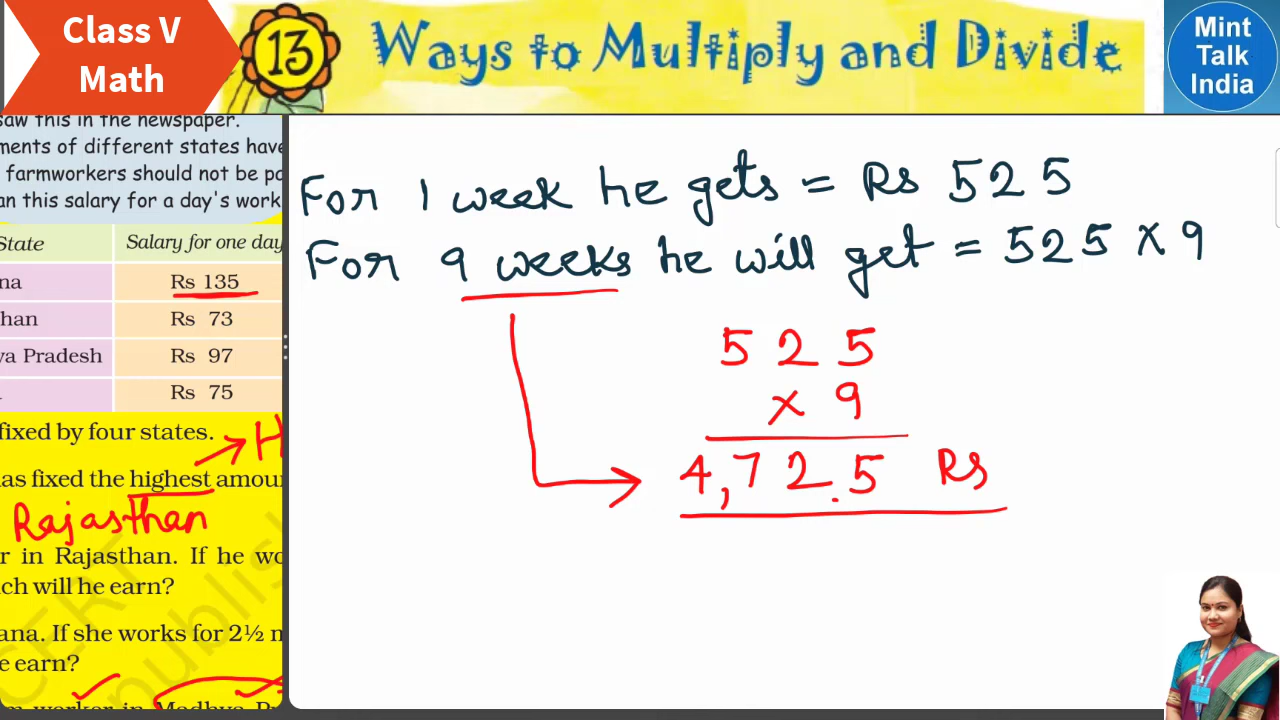 Class V
Math
13
Ways to Multiply and Divide
Mint
Talk
India
saw this in the newspaper.
ments of different states have
farmworkers should not be
an this salary for a day's work
State Salary for one day
na Rs 135
han Rs 73
ya Pradesh Rs 97
Rs 75
fixed by four states.
H
as fixed the highest amou
Rajasthan
r in Rajasthan. If he
ch will he earn?
ana. If she works for 2½
e earn?
worker in Madhya
For 1 week he gets = Rs 525
For 9 weeks he will get = 525 x 9
525
x 9
4,725 Rs